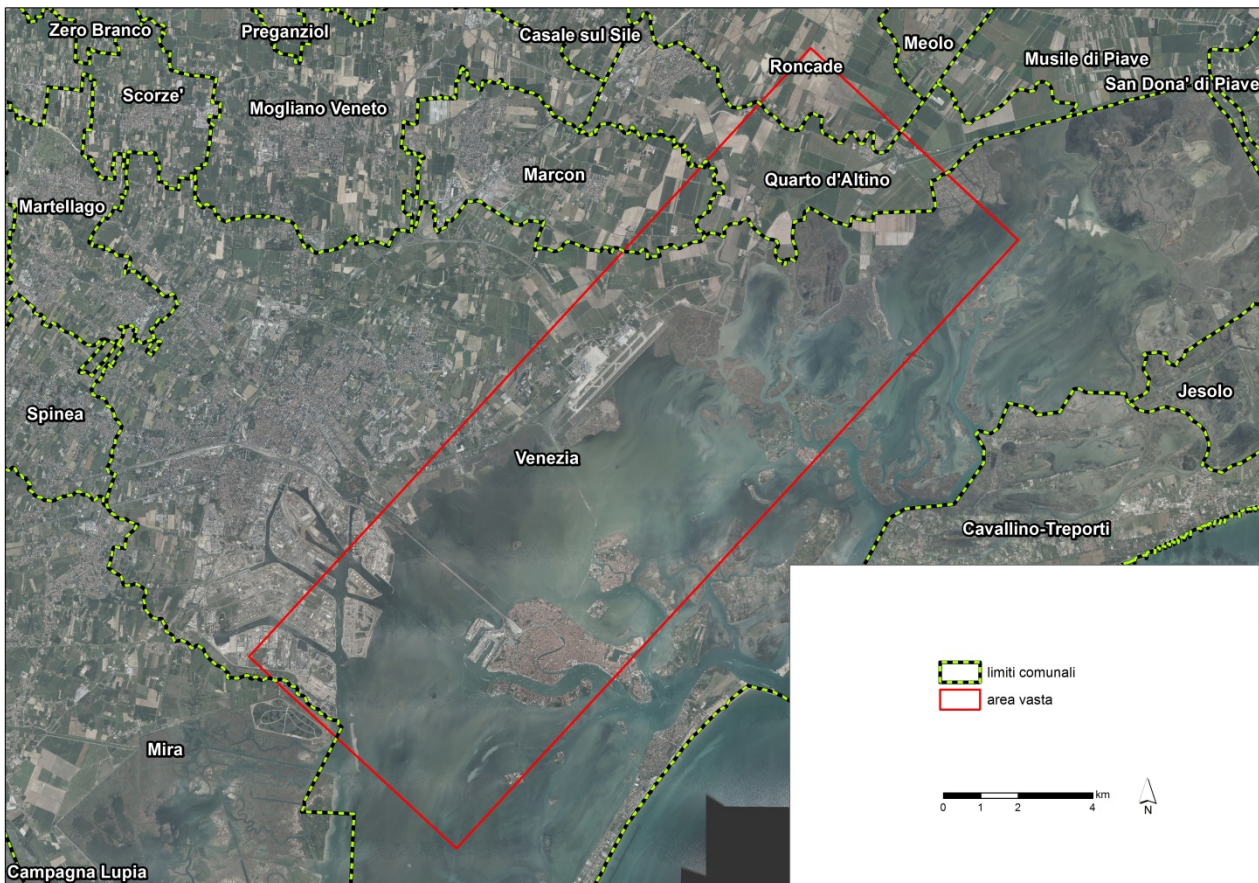 Zero Branco
Preganziol
Casale sul Sile
Meolo
Musile di Piave
Roncade
San Dona' di Piave
Scorze'
Mogliano Veneto
Marcon
Quarto d'Altino
Martellago
Spinea
Jesolo
Venezia
Cavallino-Treporti
Mira
Campagna Lupia
limiti comunali
area vasta
km
0 1 2 4
N